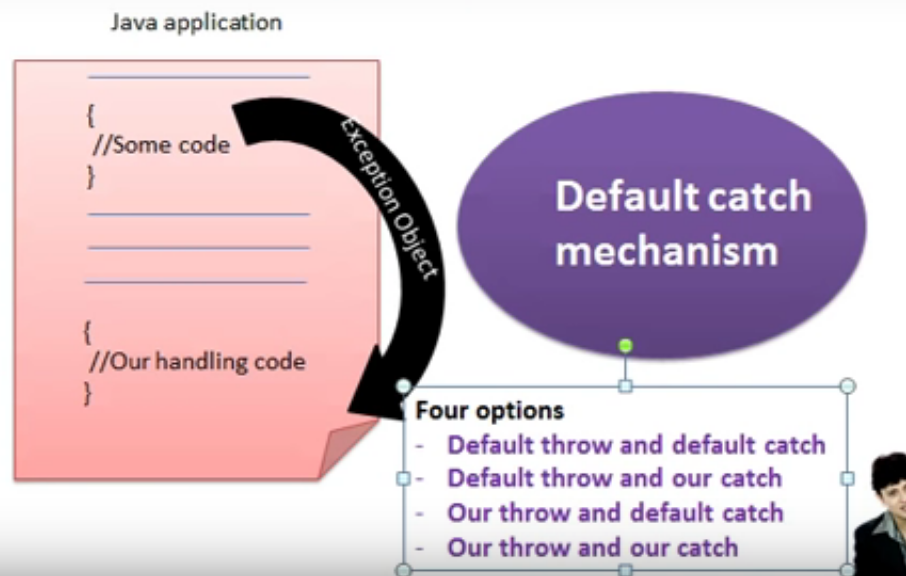 Java application
{
//Some code
}
Exception Object
{
//Our handling code
}
Default catch
mechanism
Four options
- Default throw and default catch
- Default throw and our catch
- Our throw and default catch
- Our throw and our catch